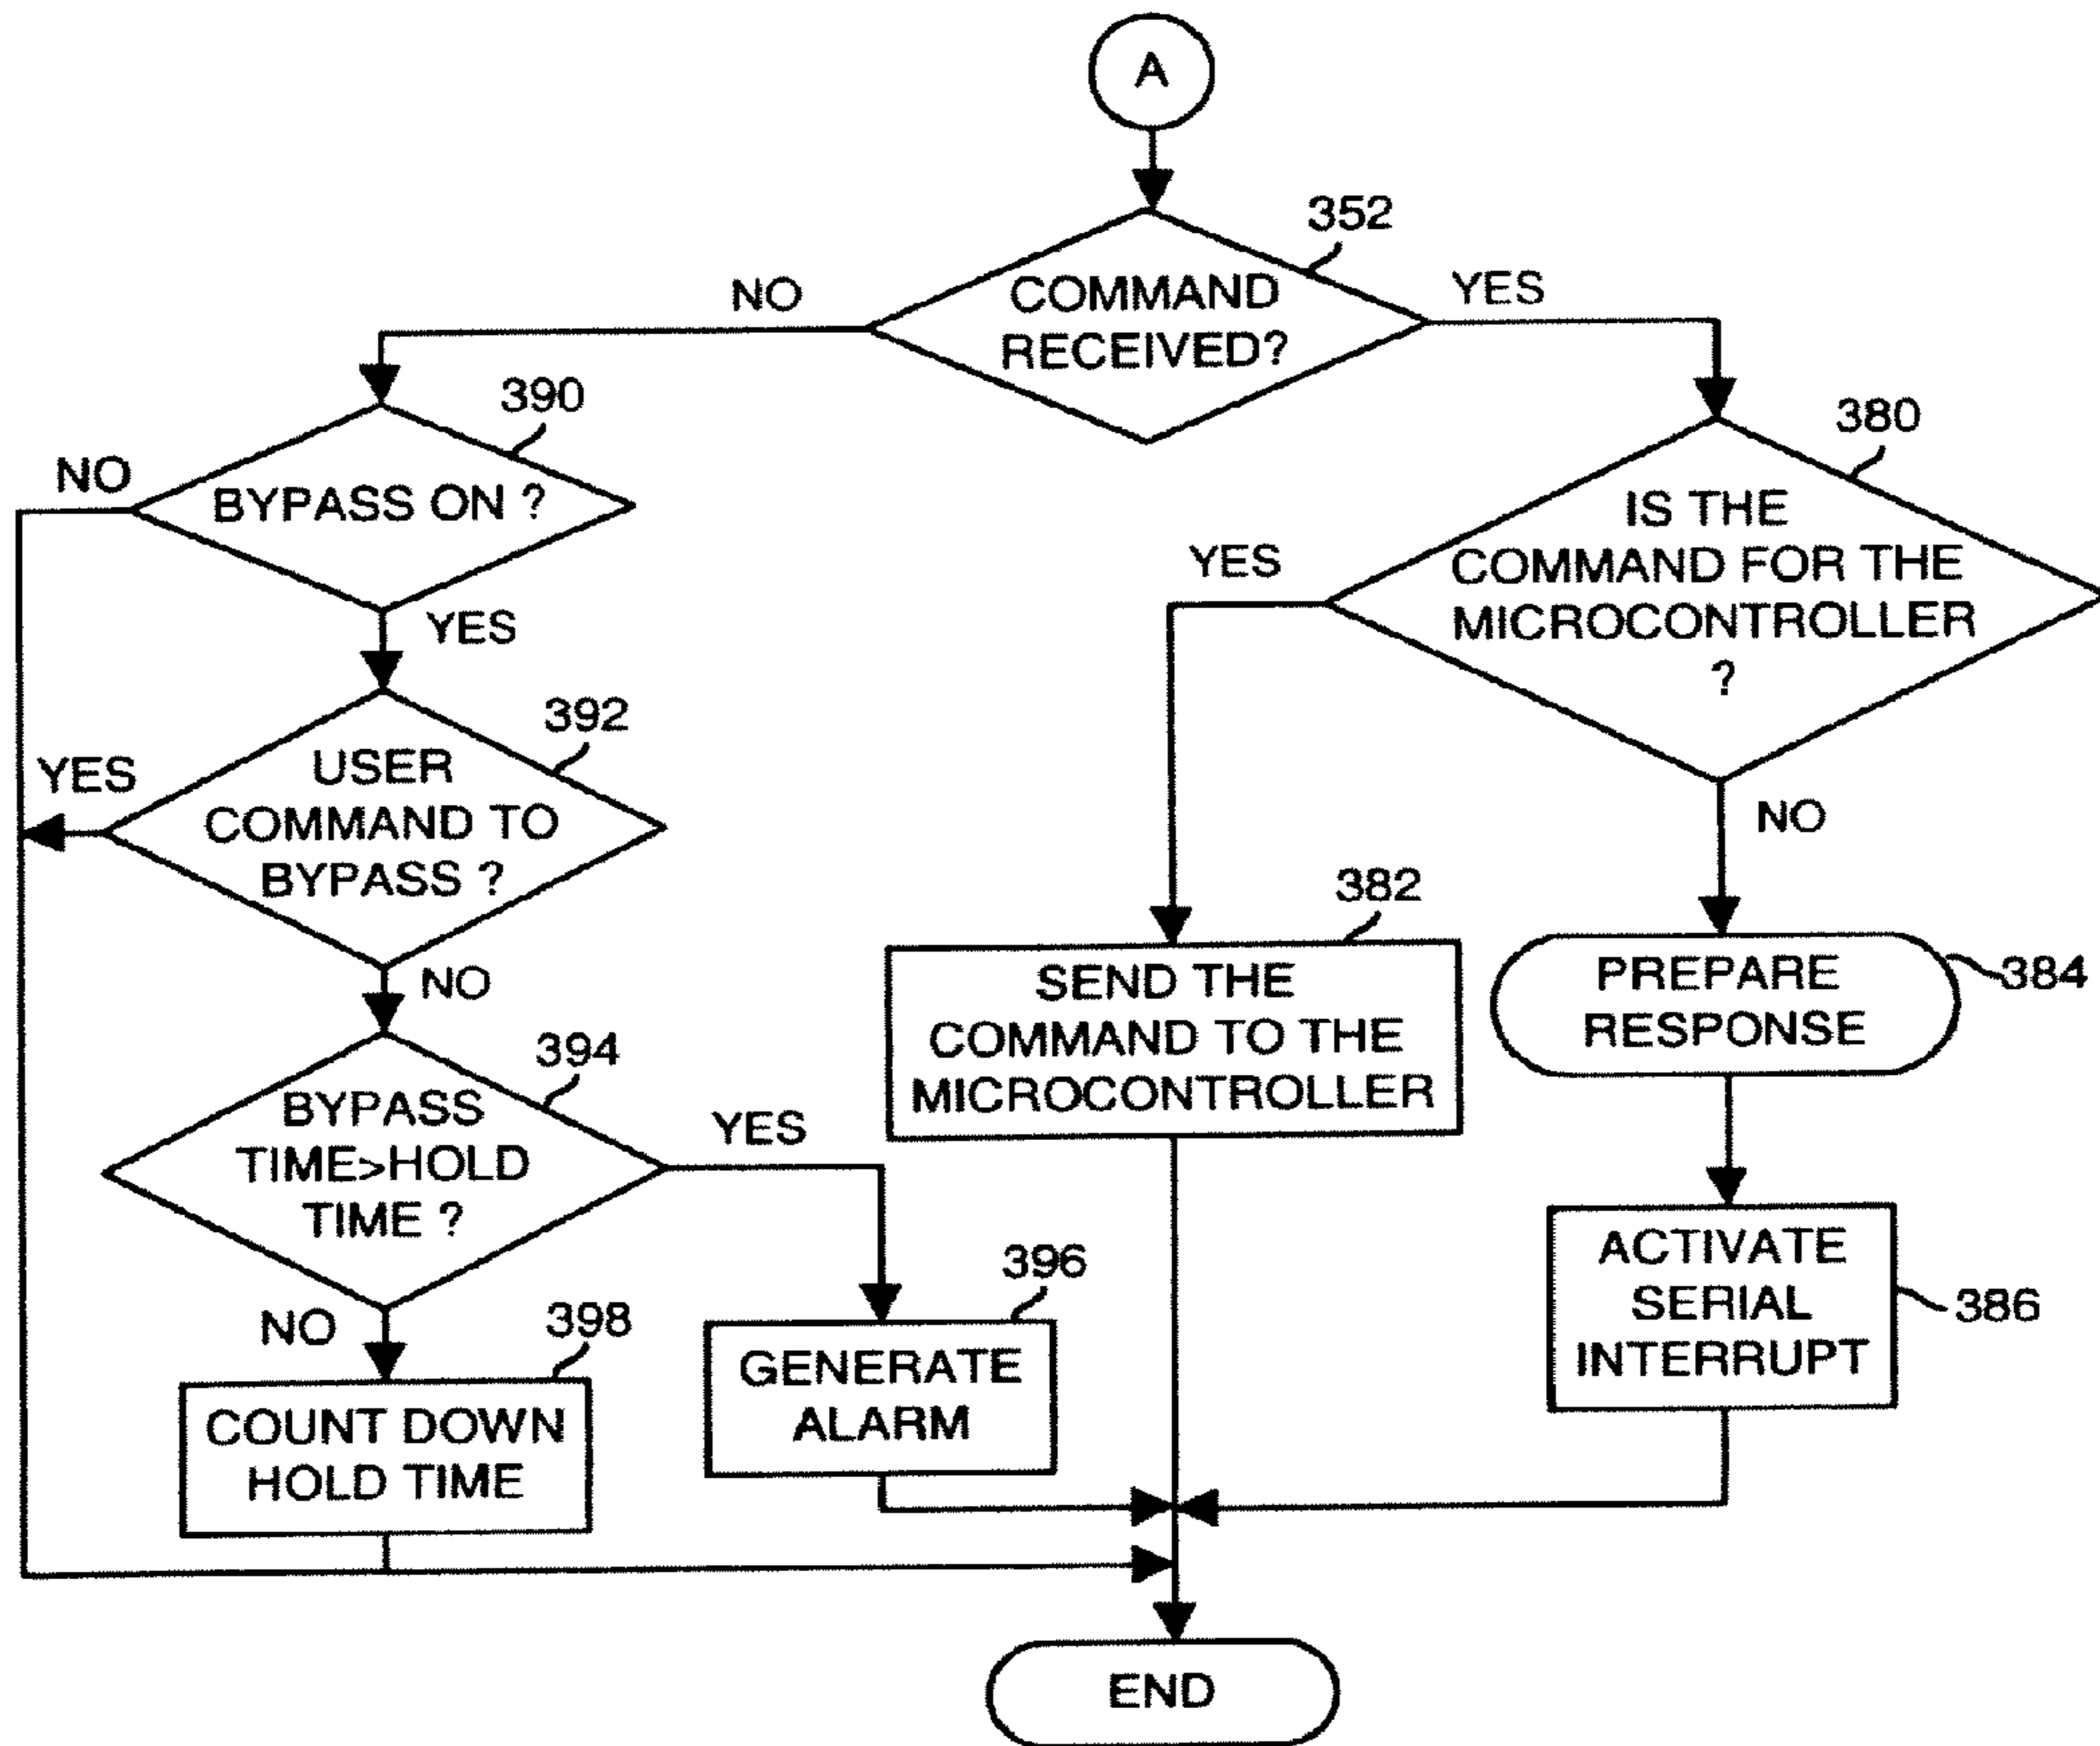 A
352
COMMAND
RECEIVED?
NO
YES
390
BYPASS ON ?
NO
YES
380
IS THE
COMMAND FOR THE
MICROCONTROLLER
?
YES
NO
392
USER
COMMAND TO
BYPASS ?
YES
NO
382
SEND THE
COMMAND TO THE
MICROCONTROLLER
PREPARE
RESPONSE
384
394
BYPASS
TIME>HOLD
TIME ?
YES
NO
396
GENERATE
ALARM
ACTIVATE
SERIAL
INTERRUPT
386
398
COUNT DOWN
HOLD TIME
END